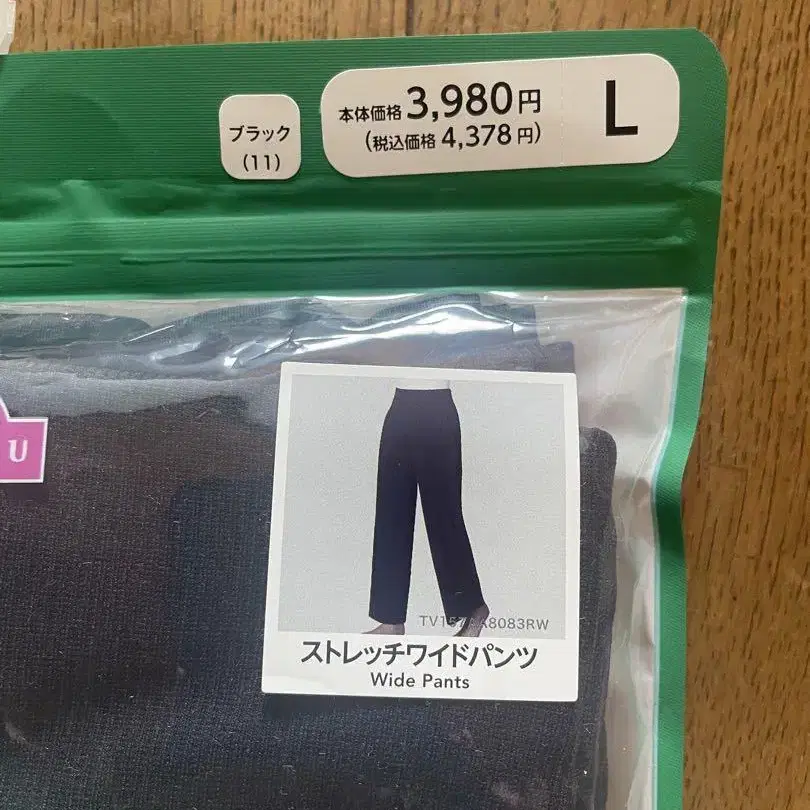 ブラック
(11)
本体価格 3,980円
(税込価格 4,378円)
L
U
ストレッチワイドパンツ
Wide Pants